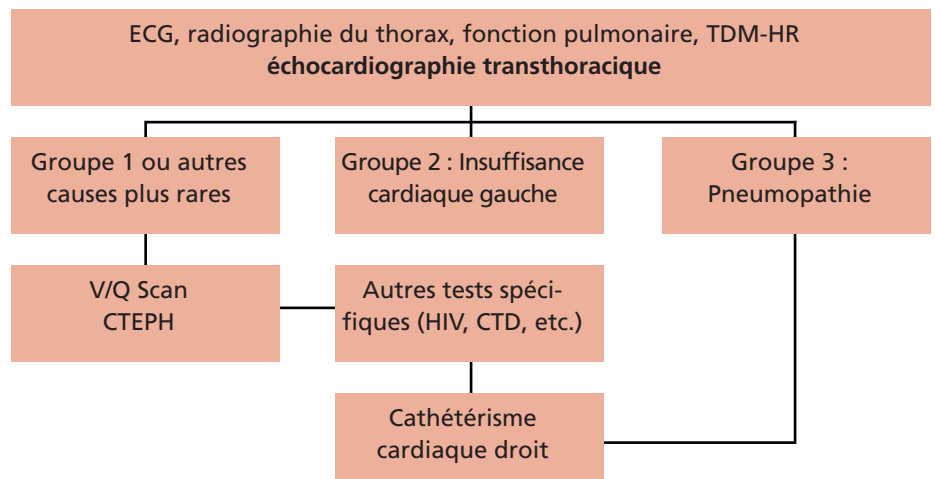 ECG, radiographie du thorax, fonction pulmonaire, TDM-HR
échocardiographie transthoracique
Groupe 1 ou autres
causes plus rares
Groupe 2 : Insuffisance
cardiaque gauche
Groupe 3 :
Pneumopathie
V/Q Scan
CTEPH
Autres tests spéci-
fiques (HIV, CTD, etc.)
Cathétérisme
cardiaque droit